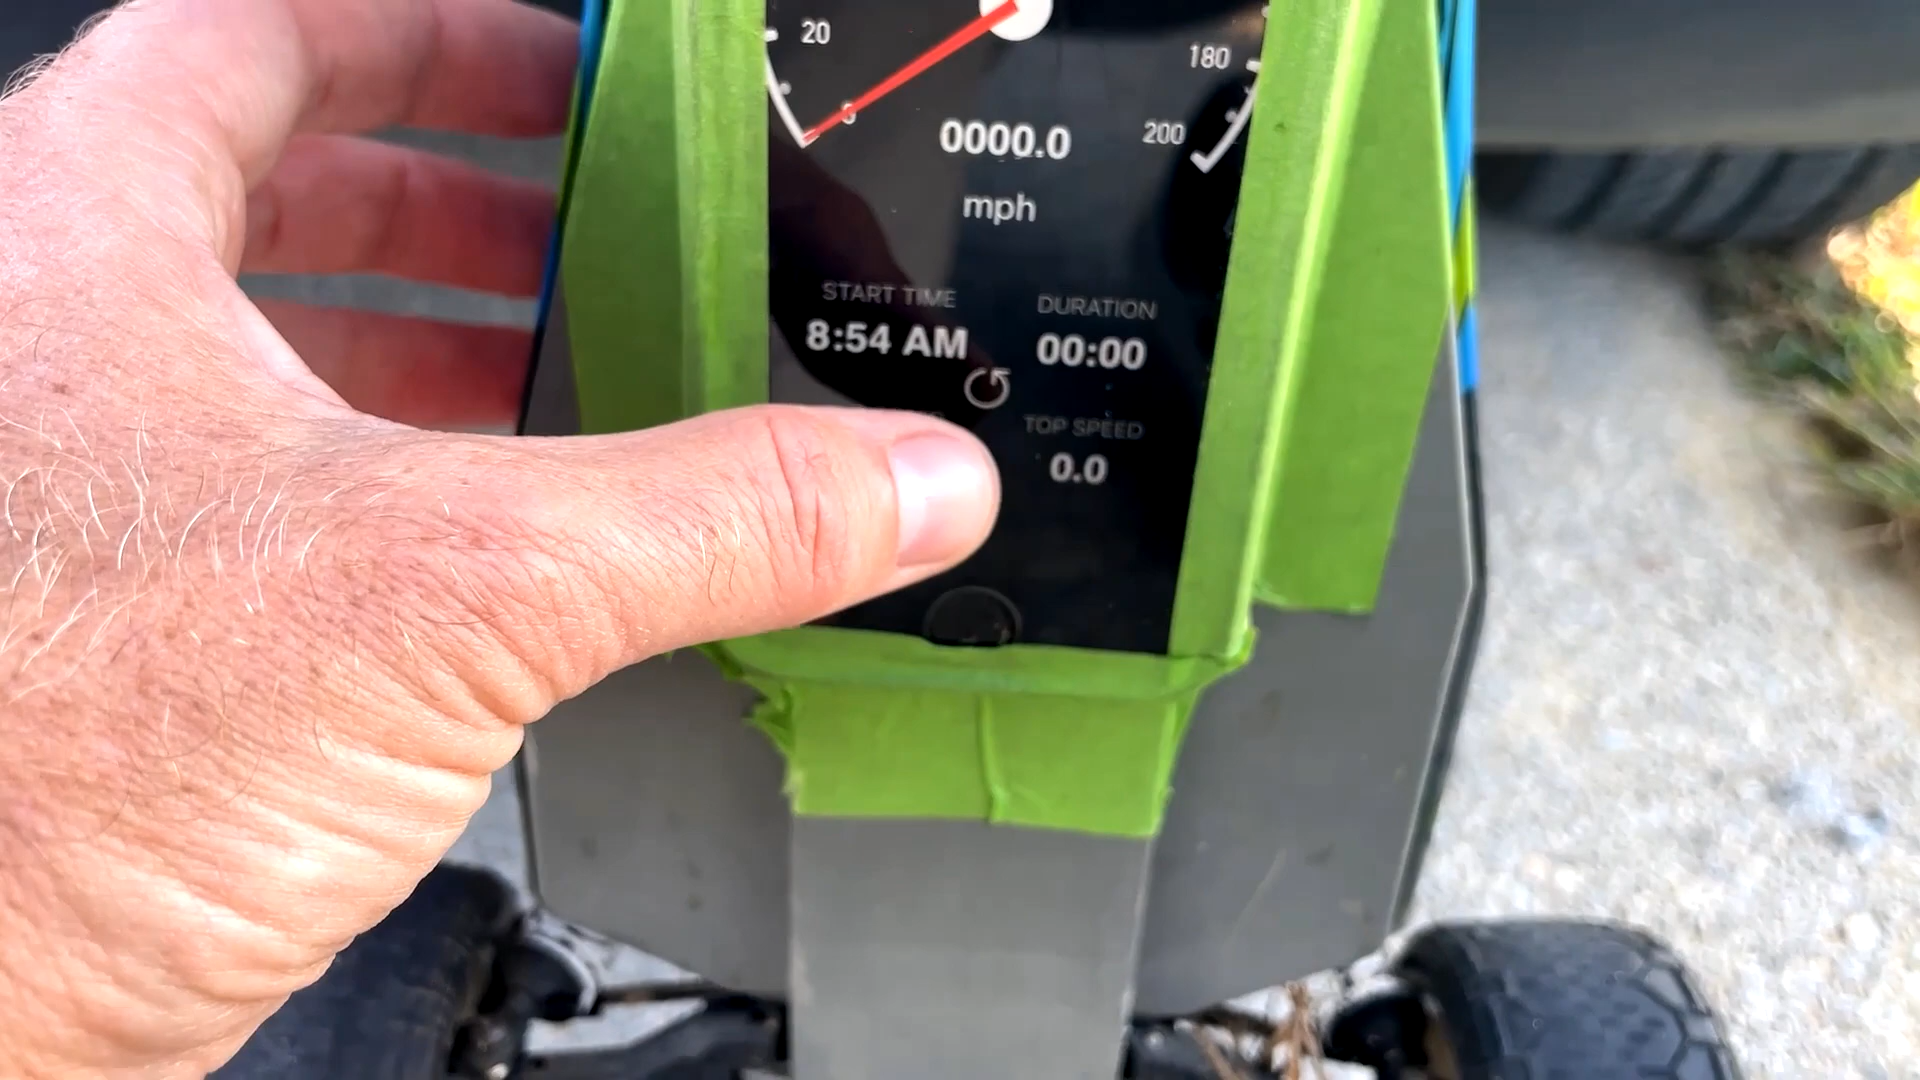 20
180
0
0000.0
200
mph
START TIME
DURATION
8:54 AM
00:00
TOP SPEED
0.0